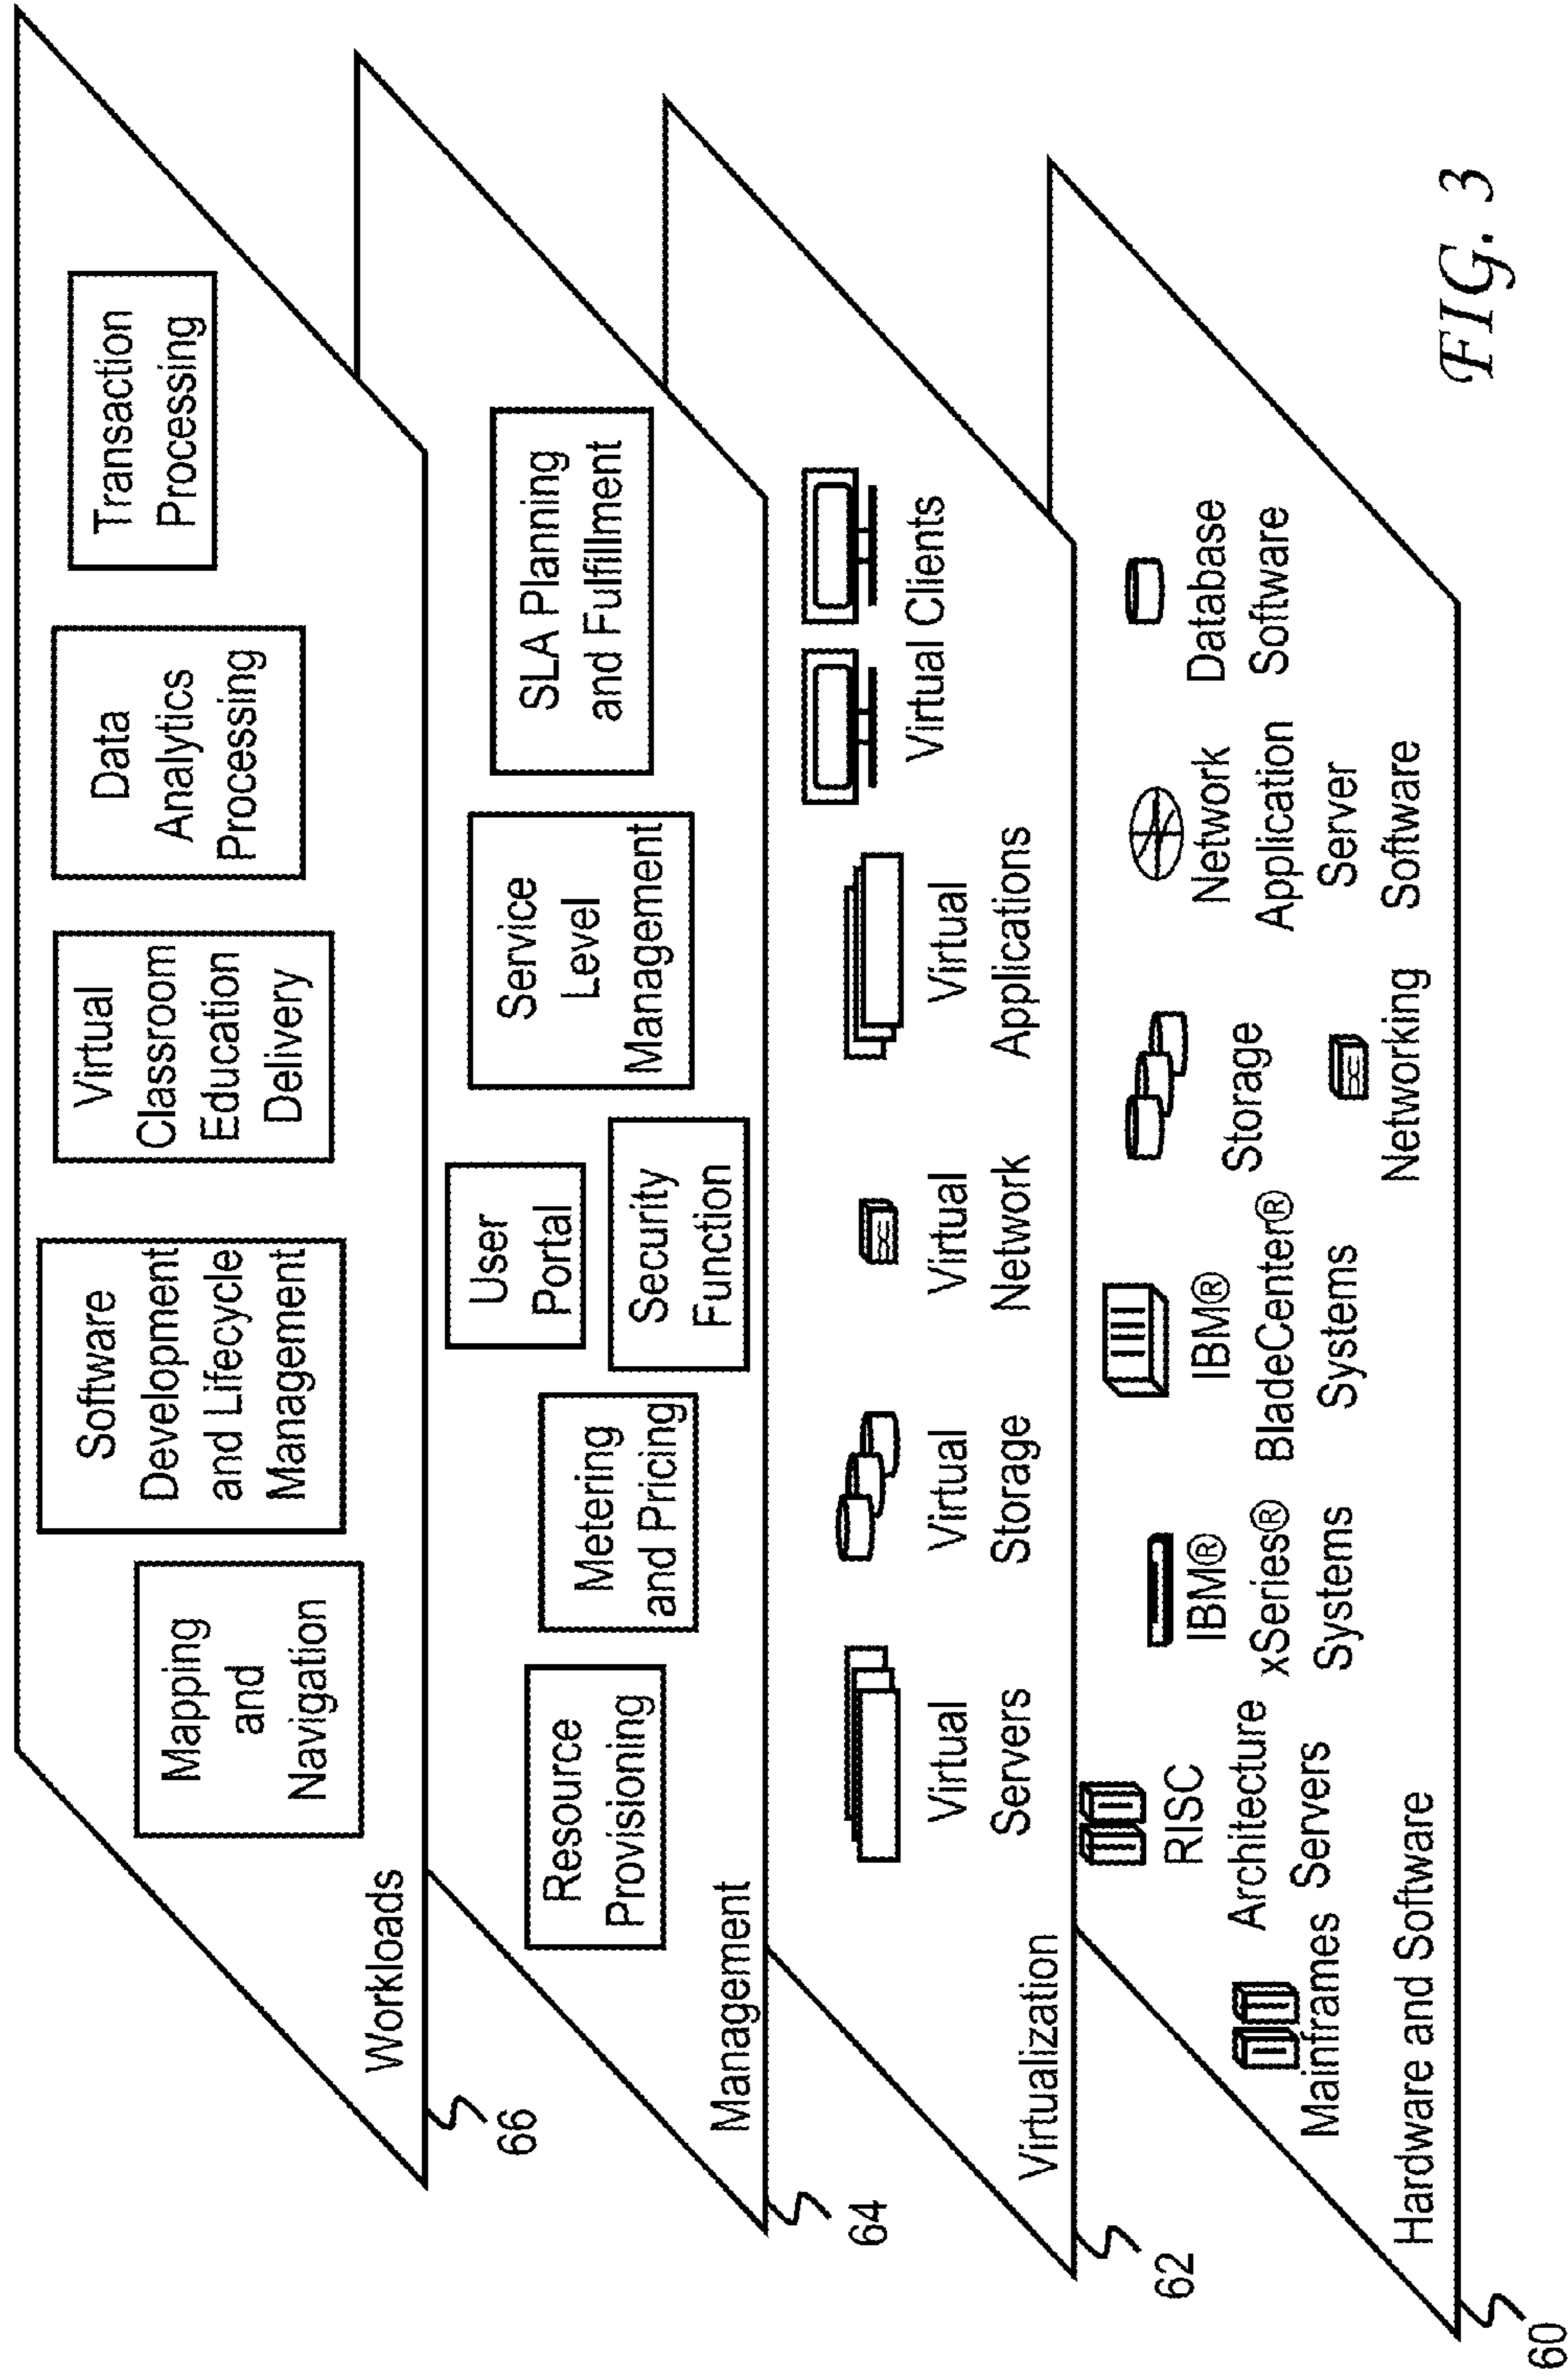 Mapping
and
Navigation
Software
Development
and Lifecycle
Management
Virtual
Classroom
Education
Delivery
Data
Analytics
Processing
Transaction
Processing
Workloads
66
Resource
Provisioning
Metering
and Pricing
User
Portal
Security
Function
Service
Level
Management
SLA Planning
and Fulfillment
Management
64
Virtual
Servers
Virtual
Storage
Virtual
Network
Virtual
Applications
Virtual Clients
Virtualization
62
Mainframes
RISC
Architecture
Servers
IBM®
xSeries®
Systems
IBM®
BladeCenter®
Systems
Storage
Networking
Network
Application
Server
Software
Database
Software
Hardware and Software
60
FIG. 3